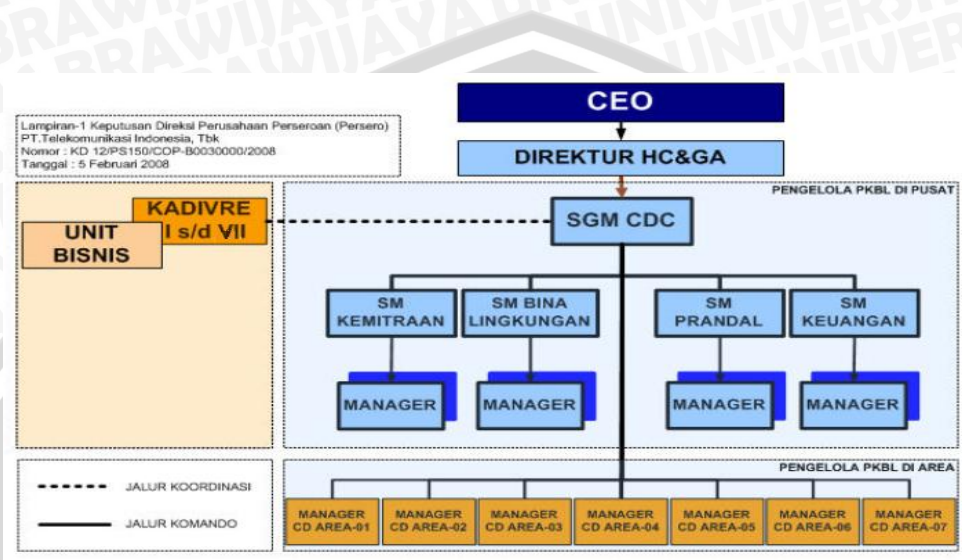 CEO
Lampiran-1 Keputusan Direksi Perusahaan Perseroan (Persero)
PT.Telekomunikasi Indonesia, Tbk
Nomor : KD 12/PS150/COP-B0030000/2008
Tanggal : 5 Februari 2008
DIREKTUR HC&GA
PENGELOLA PKBL DI PUSAT
KADIVRE
I s/d VII
UNIT
BISNIS
SGM CDC
SM
KEMITRAAN
SM BINA
LINGKUNGAN
SM
PRANDAL
SM
KEUANGAN
MANAGER
MANAGER
MANAGER
MANAGER
PENGELOLA PKBL DI AREA
JALUR KOORDINASI
JALUR KOMANDO
MANAGER
CD AREA-01
MANAGER
CD AREA-02
MANAGER
CD AREA-03
MANAGER
CD AREA-04
MANAGER
CD AREA-05
MANAGER
CD AREA-06
MANAGER
CD AREA-07